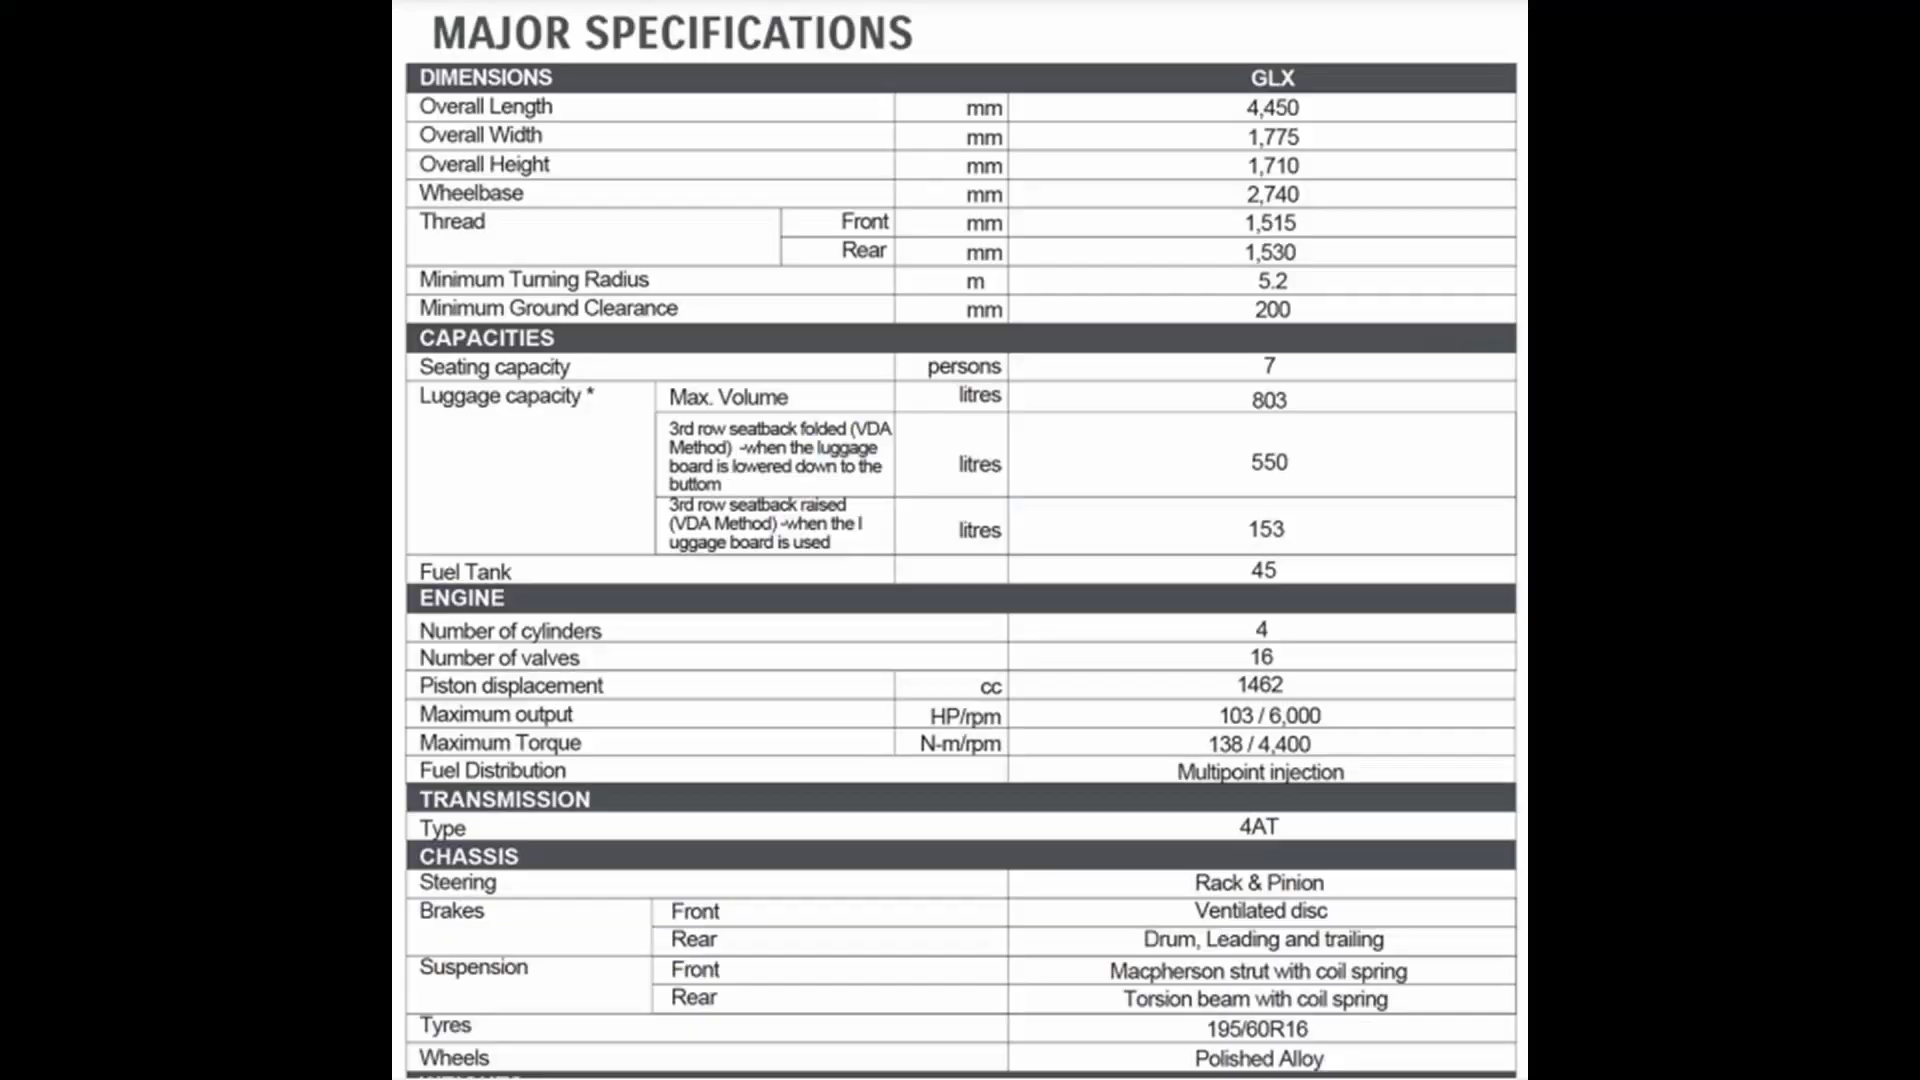 MAJOR SPECIFICATIONS
DIMENSIONS GLX
Overall Length mm 4,450
Overall Width mm 1,775
Overall Height mm 1,710
Wheelbase mm 2,740
Thread Front mm 1,515
Rear mm 1,530
Minimum Turning Radius m 5.2
Minimum Ground Clearance mm 200
CAPACITIES
Seating capacity persons 7
Luggage capacity * Max. Volume litres 803
3rd row seatback folded (VDA
Method) -when the luggage
board is lowered down to the
buttom
litres 550
3rd row seatback raised
(VDA Method) -when the l
uggage board is used
litres 153
Fuel Tank 45
ENGINE
Number of cylinders 4
Number of valves 16
Piston displacement cc 1462
Maximum output HP/rpm 103 / 6,000
Maximum Torque N-m/rpm 138 / 4,400
Fuel Distribution Multipoint injection
TRANSMISSION
Type 4AT
CHASSIS
Steering Rack & Pinion
Brakes Front Ventilated disc
Rear Drum, Leading and trailing
Suspension Front Macpherson strut with coil spring
Rear Torsion beam with coil spring
Tyres 195/60R16
Wheels Polished Alloy